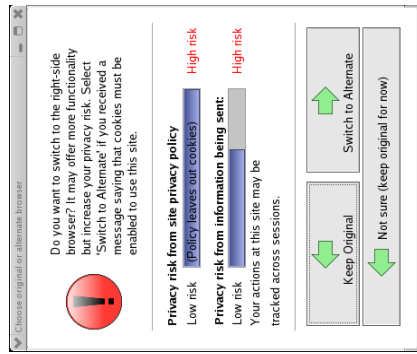 Choose original or alternate browser
Do you want to switch to the right-side
browser? It may offer more functionality
but increase your privacy risk. Select
'Switch to Alternate' if you received a
message saying that cookies must be
enabled to use this site.
Privacy risk from site privacy policy
Low risk (Policy leaves out cookies) High risk
Privacy risk from information being sent:
Low risk High risk
Your actions at this site may be
tracked across sessions.
Keep Original Switch to Alternate
Not sure (keep original for now)